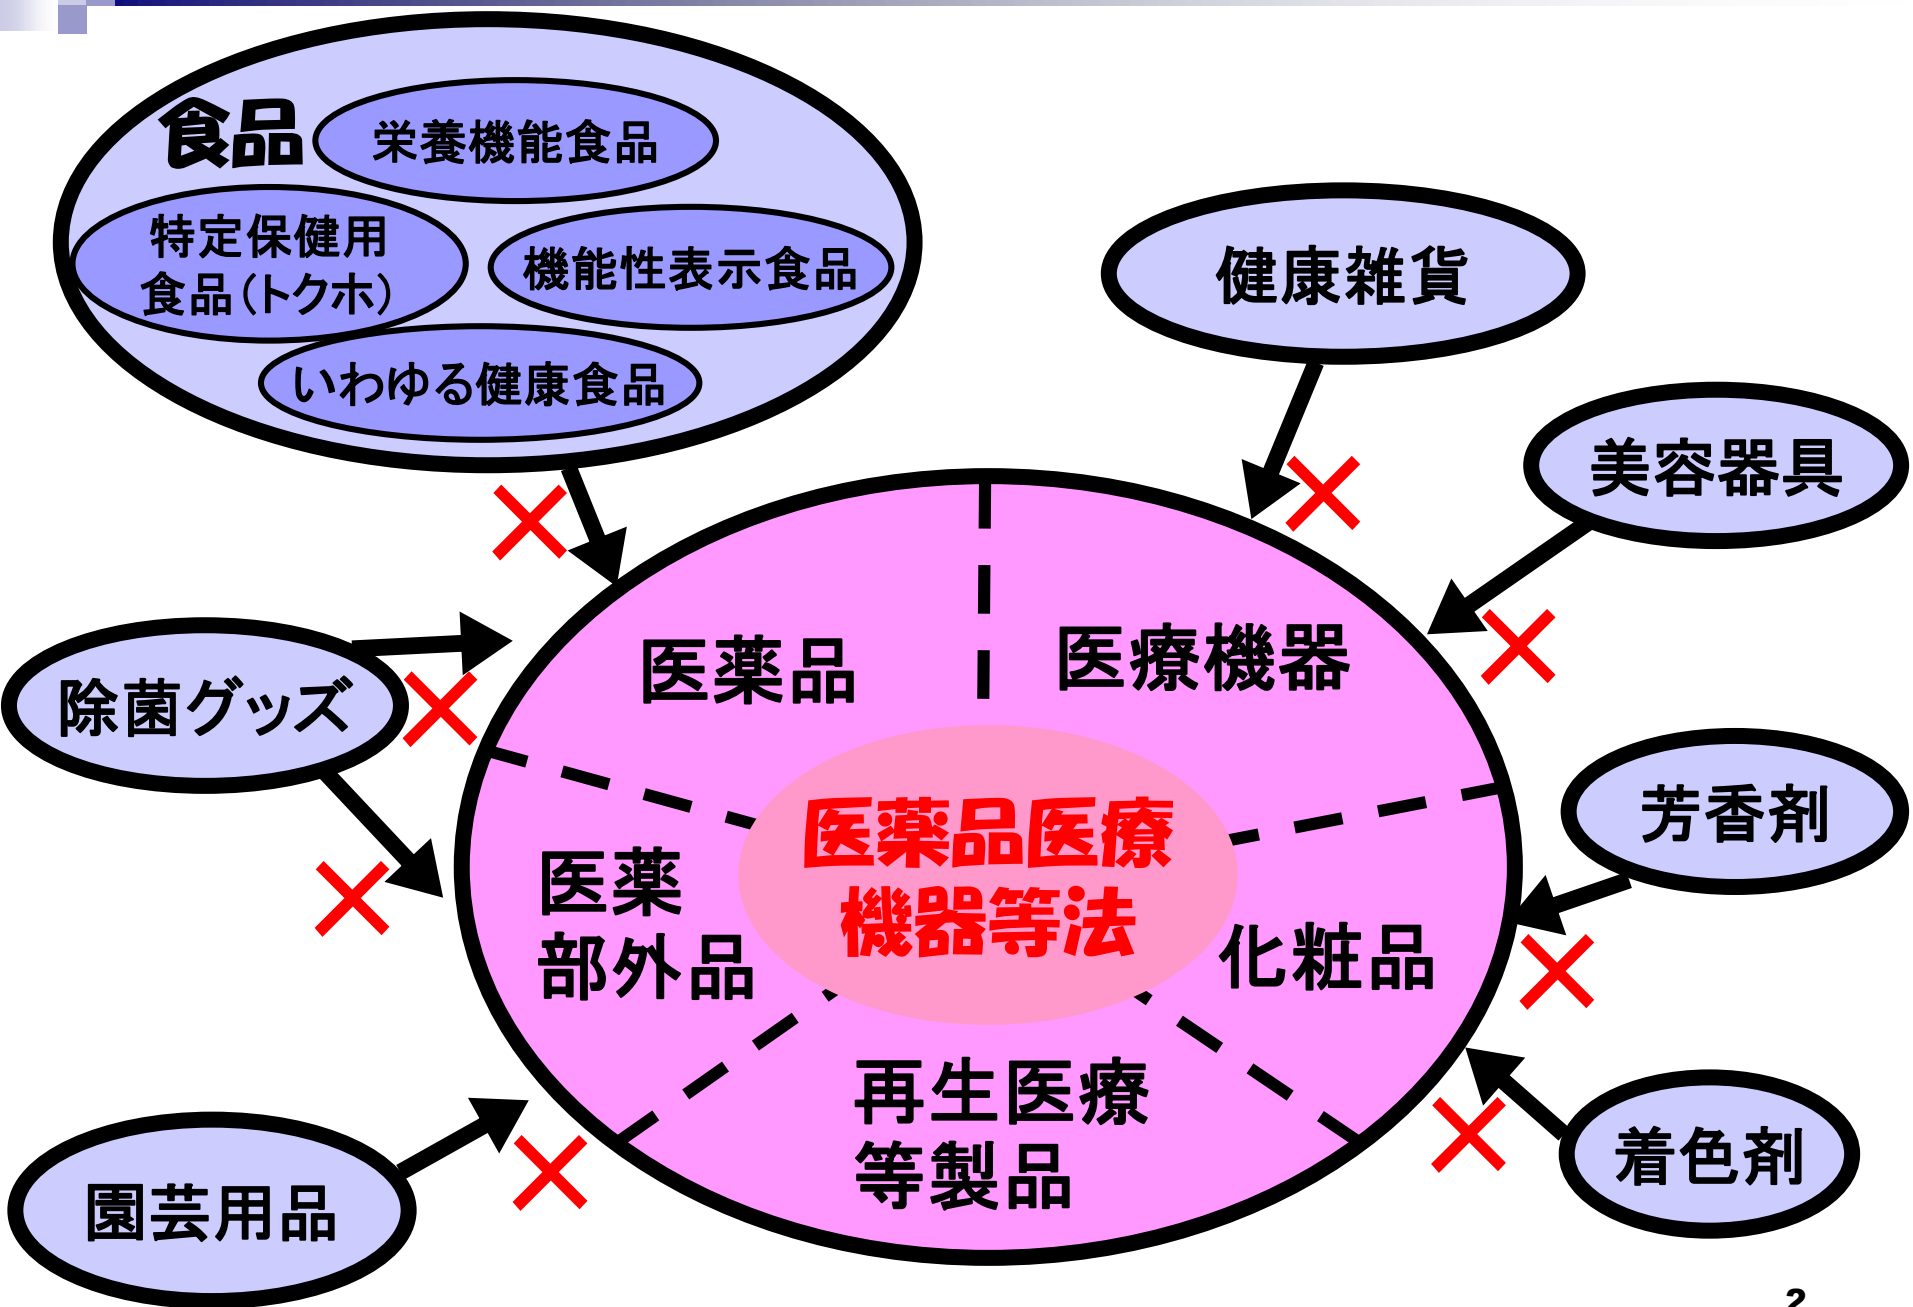 食品
栄養機能食品
特定保健用
食品(トクホ)
機能性表示食品
いわゆる健康食品
健康雑貨
美容器具
除菌グッズ
医薬品
医療機器
芳香剤
医薬品医療
機器等法
医薬
部外品
化粧品
再生医療
等製品
着色剤
園芸用品
2